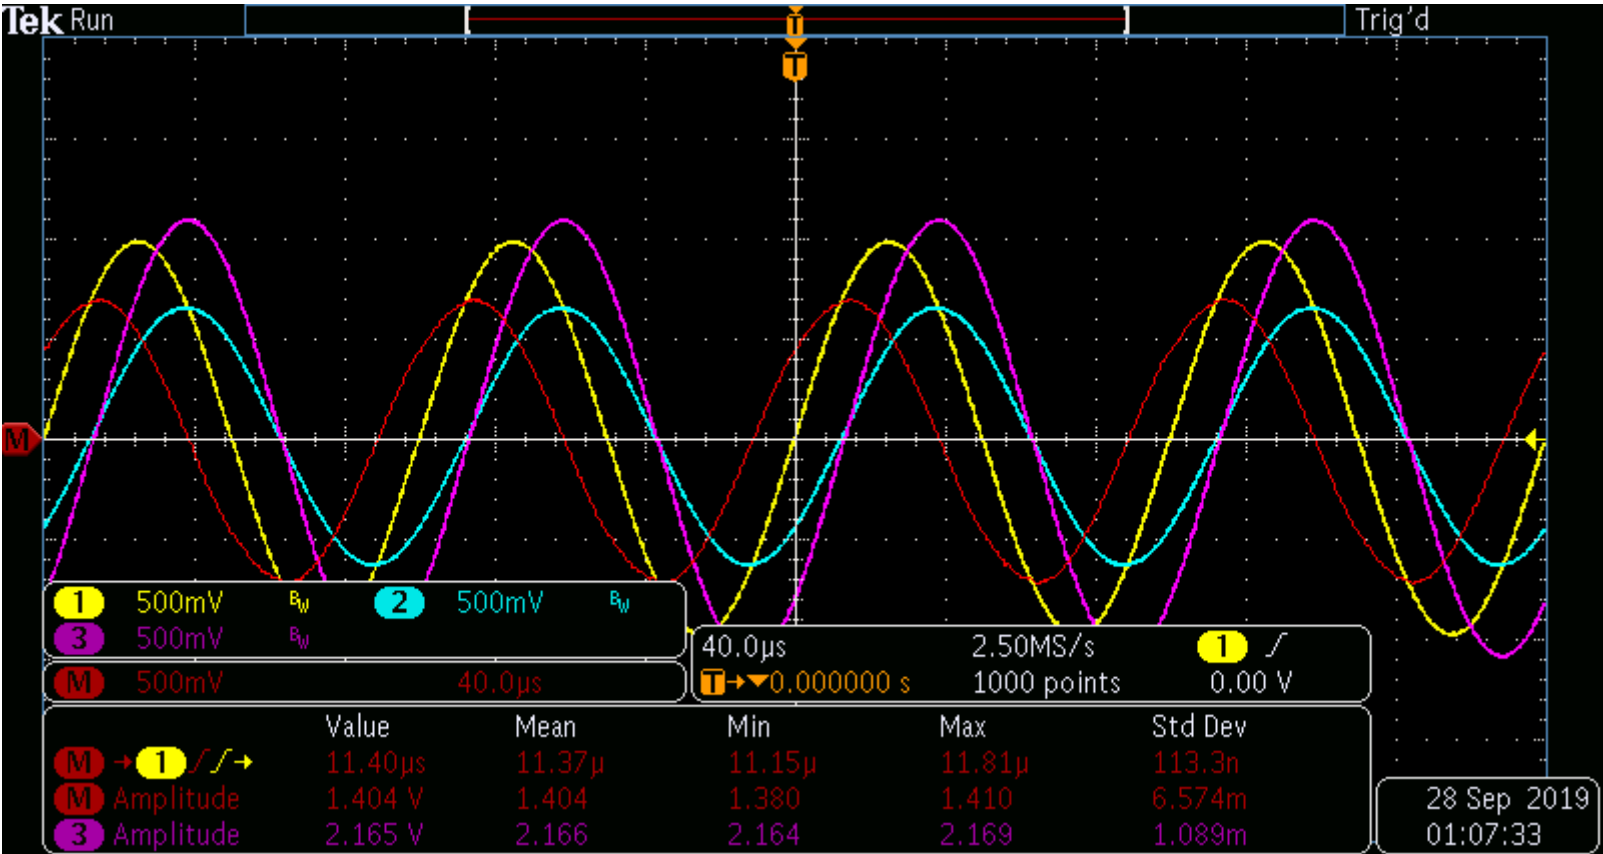 Tek Run Trig'd
T
T
M
1 500mV BW 2 500mV BW
3 500mV BW
M 500mV 40.0µs
40.0µs 2.50MS/s 1
T→▼0.000000 s 1000 points 0.00 V
Value Mean Min Max Std Dev
M→1 11.40µs 11.37µ 11.15µ 11.81µ 113.3n
M Amplitude 1.404 V 1.404 1.380 1.410 6.574m
3 Amplitude 2.165 V 2.166 2.164 2.169 1.089m
28 Sep 2019
01:07:33